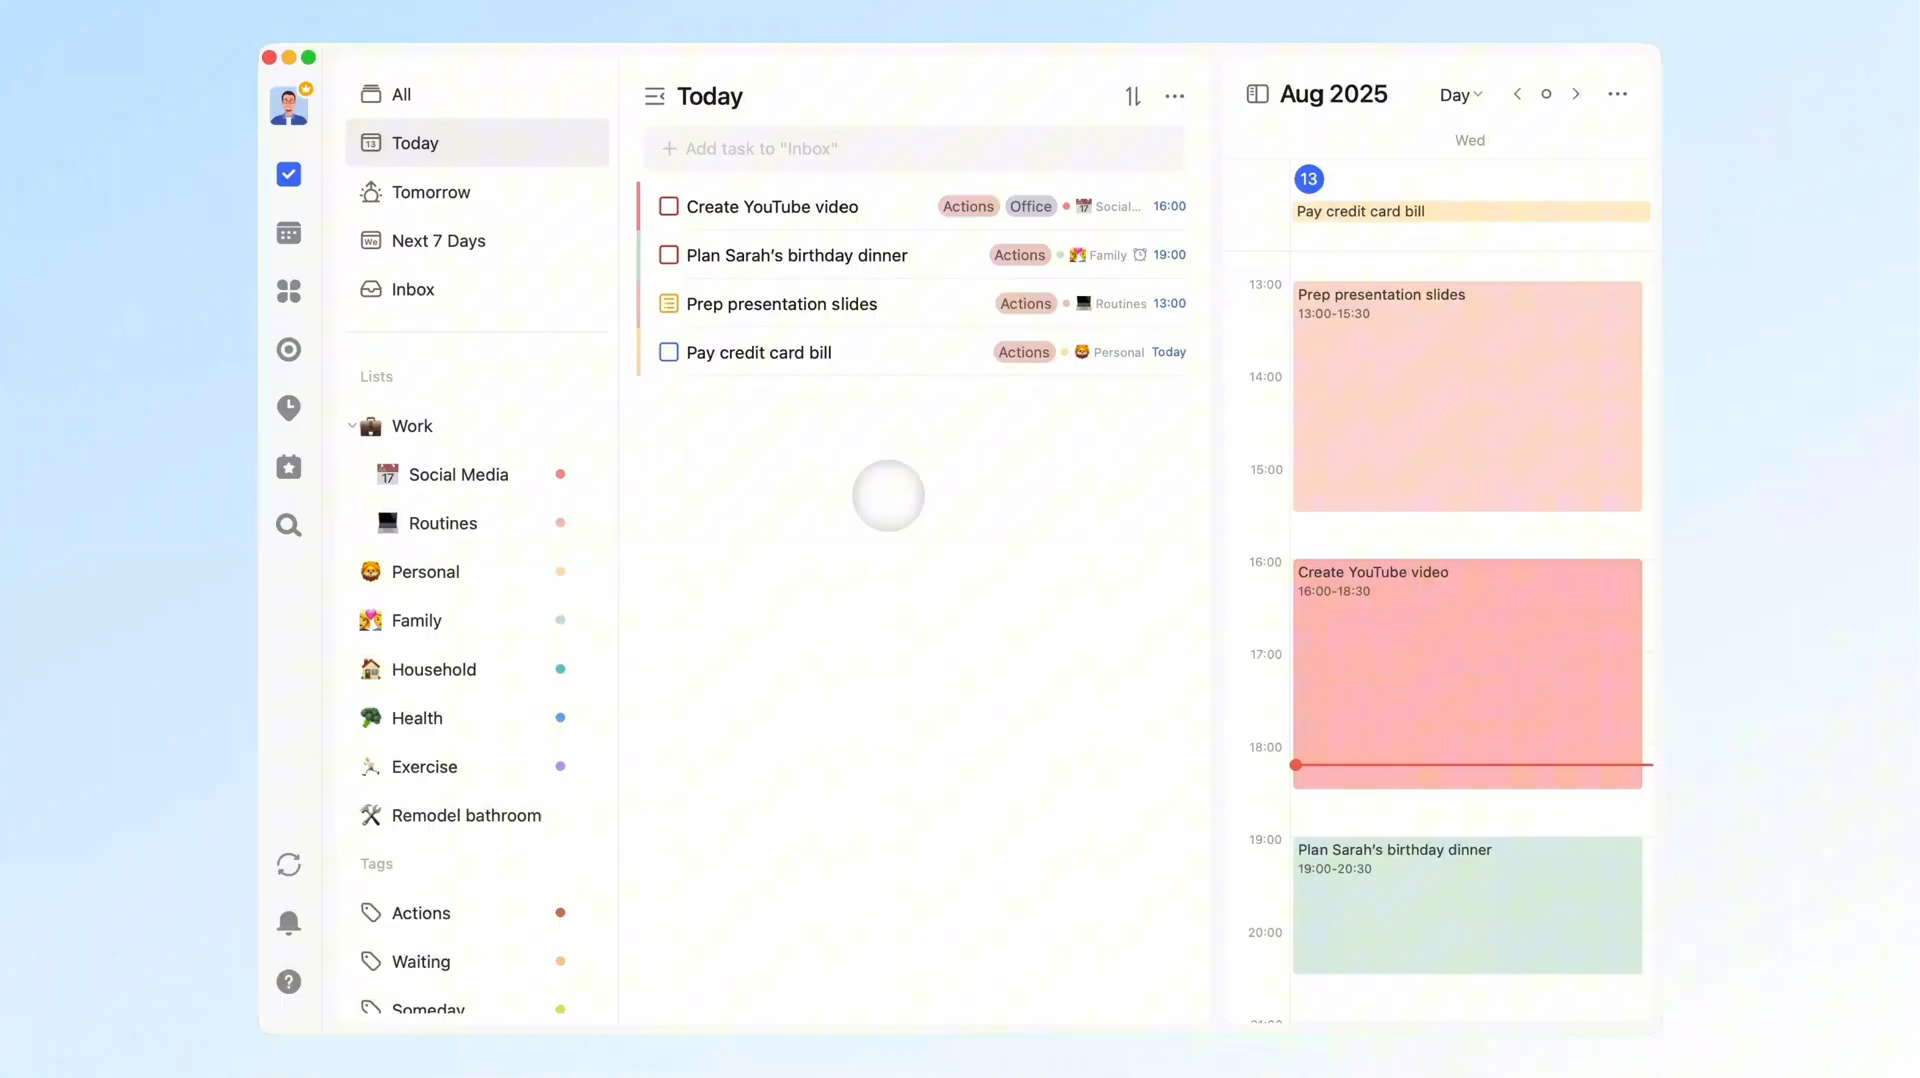 All
13
Today
Tomorrow
We
Next 7 Days
Inbox
Lists
Work
17
Social Media
Routines
Personal
Family
Household
Health
Exercise
Remodel bathroom
Tags
Actions
Waiting
Someday
?
Today
+ Add task to "Inbox"
Create YouTube video Actions Office 17 Social... 16:00
Plan Sarah's birthday dinner Actions Family 19:00
Prep presentation slides Actions Routines 13:00
Pay credit card bill Actions Personal Today
Aug 2025 Day
Wed
13
Pay credit card bill
13:00
Prep presentation slides
13:00-15:30
14:00
15:00
16:00
Create YouTube video
16:00-18:30
17:00
18:00
19:00
Plan Sarah's birthday dinner
19:00-20:30
20:00